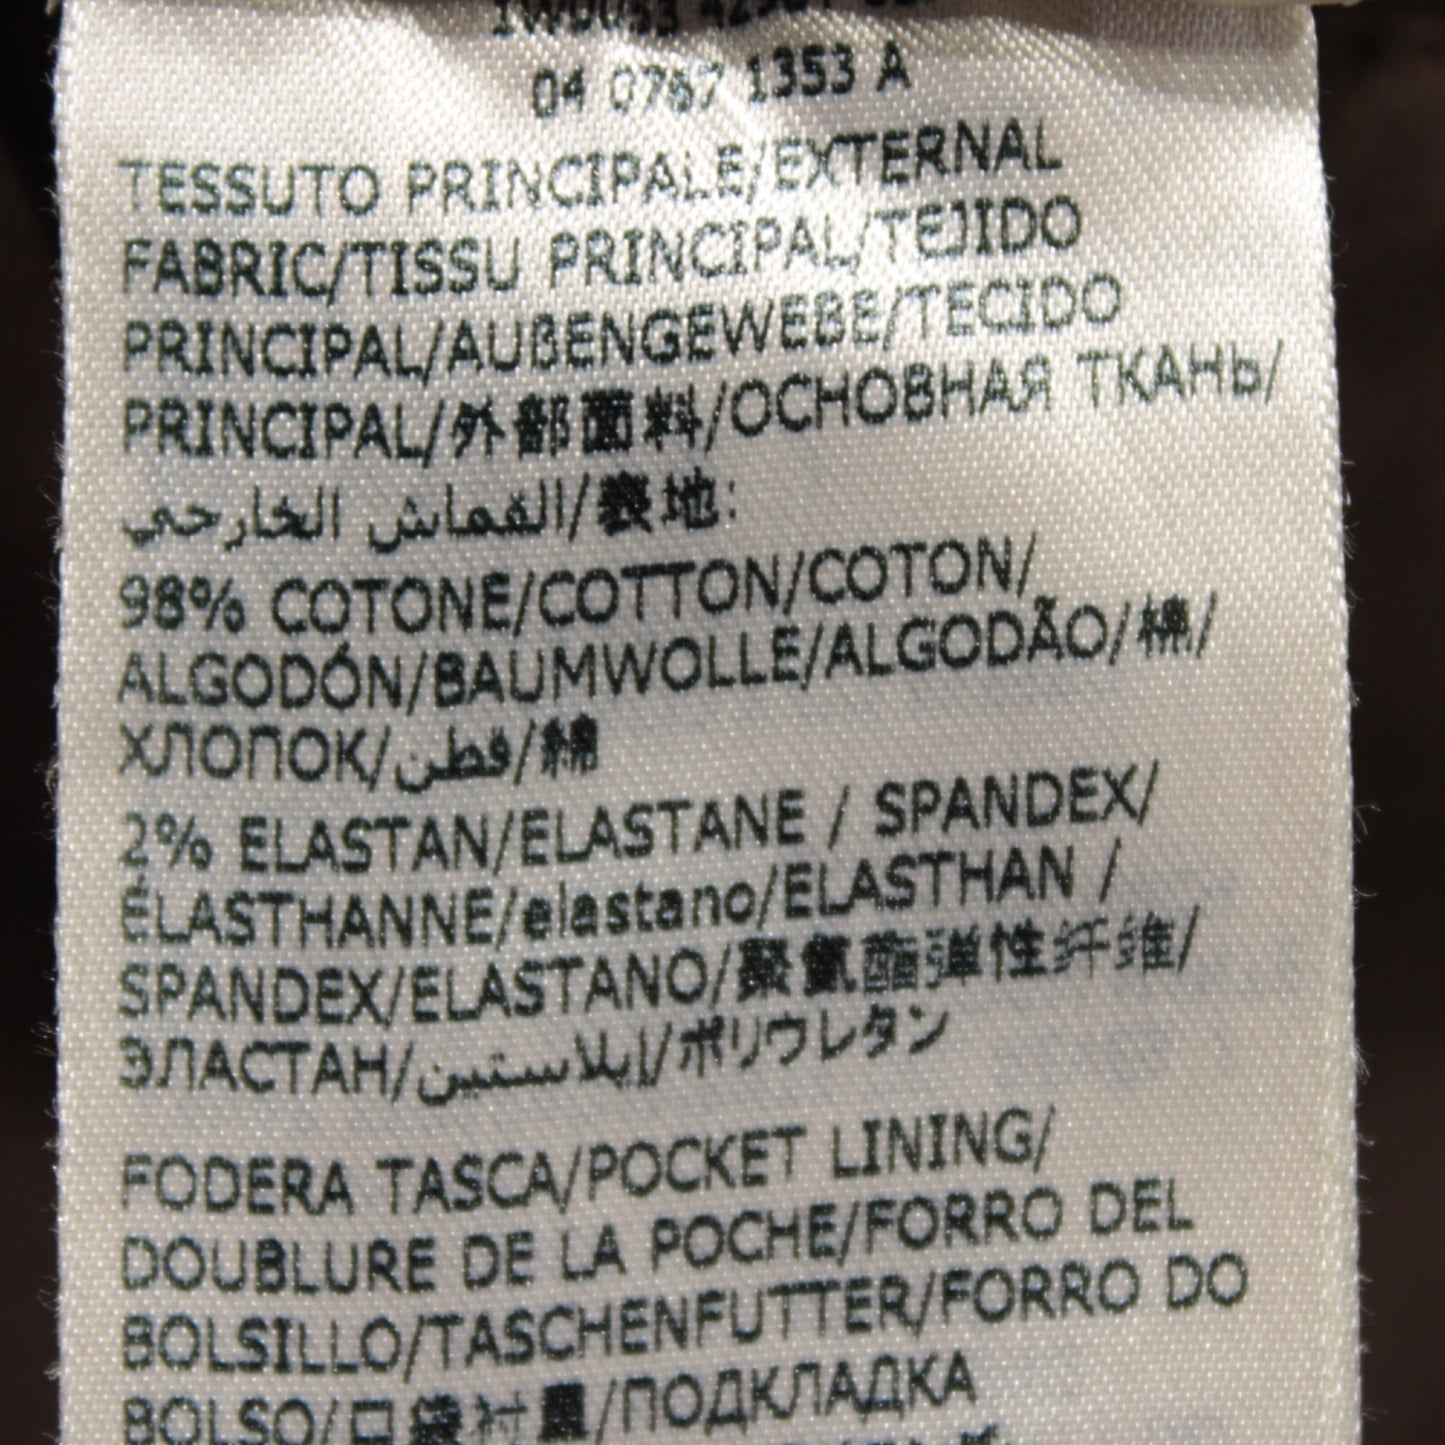 04 0767 1353 A
TESSUTO PRINCIPALE/EXTERNAL
FABRIC/TISSU PRINCIPAL/TEJIDO
PRINCIPAL/AUßENGEWEBE/TECIDO
PRINCIPAL/外部面料/ОСНОВНАЯ ТКАНЬ/
القماش الخارجي/表地:
98% COTONE/COTTON/COTON/
ALGODÓN/BAUMWOLLE/ALGODÃO/棉/
ХЛОПОК/قطن/綿
2% ELASTAN/ELASTANE / SPANDEX/
ÉLASTHANNE/elastano/ELASTHAN /
SPANDEX/ELASTANO/聚氨酯弹性纤维/
ЭЛАСТАН/إيلاستين/ポリウレタン
FODERA TASCA/POCKET LINING/
DOUBLURE DE LA POCHE/FORRO DEL
BOLSILLO/TASCHENFUTTER/FORRO DO
BOLSO/口袋衬里/ПОДКЛАДКА